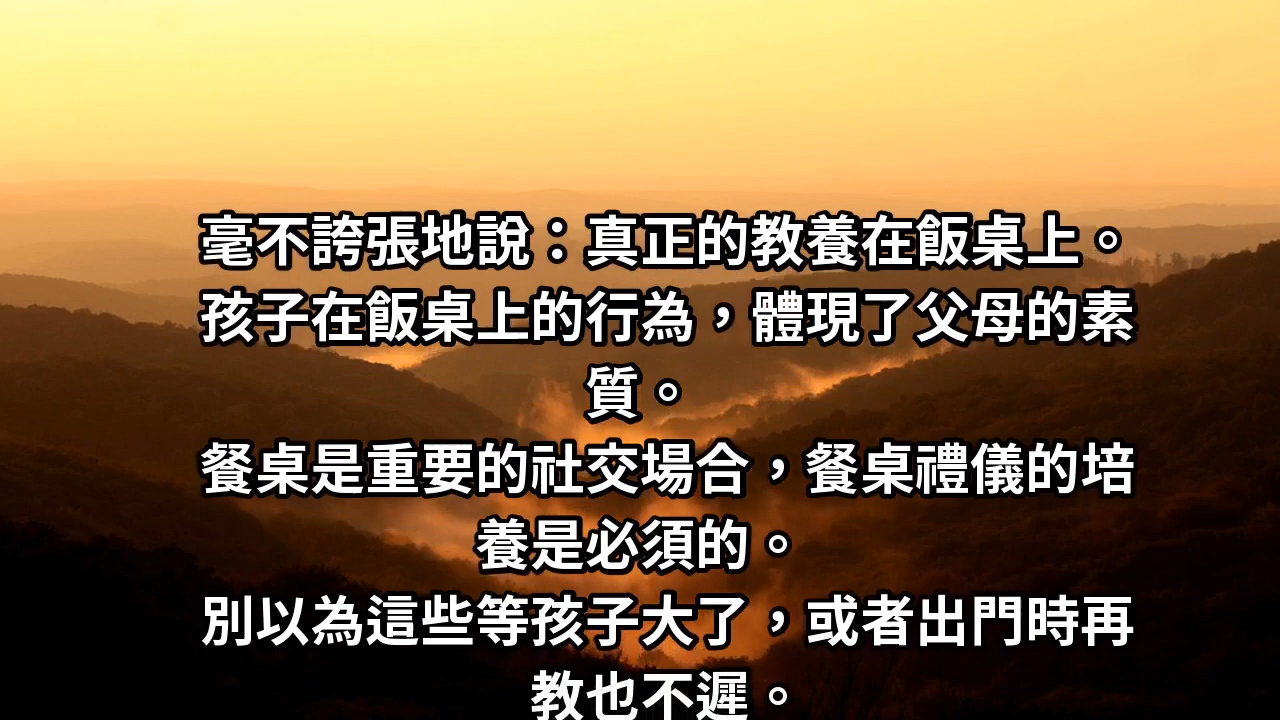 毫不誇張地說：真正的教養在飯桌上。
孩子在飯桌上的行為，體現了父母的素
質。
餐桌是重要的社交場合，餐桌禮儀的培
養是必須的。
別以為這些等孩子大了，或者出門時再
教也不遲。